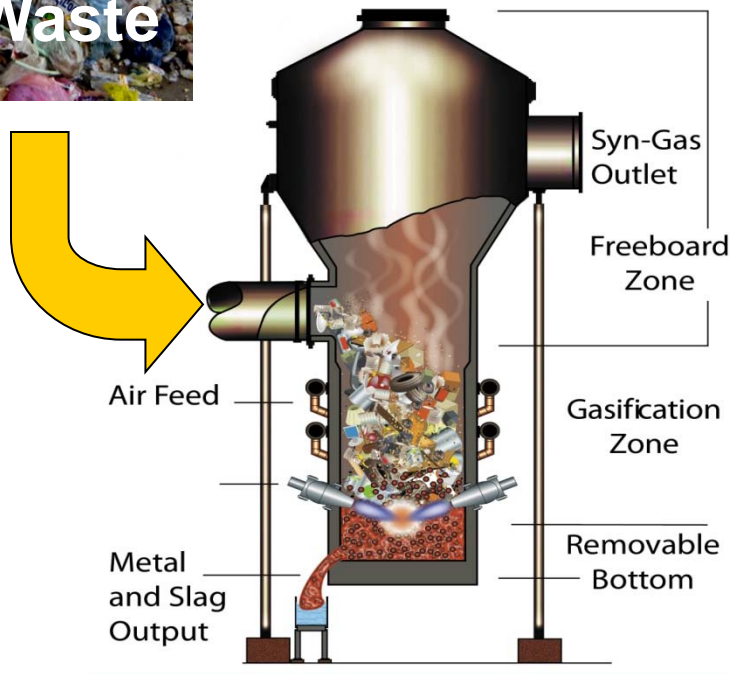 Waste
Syn-Gas
Outlet
Freeboard
Zone
Air Feed
Gasification
Zone
Removable
Bottom
Metal
and Slag
Output